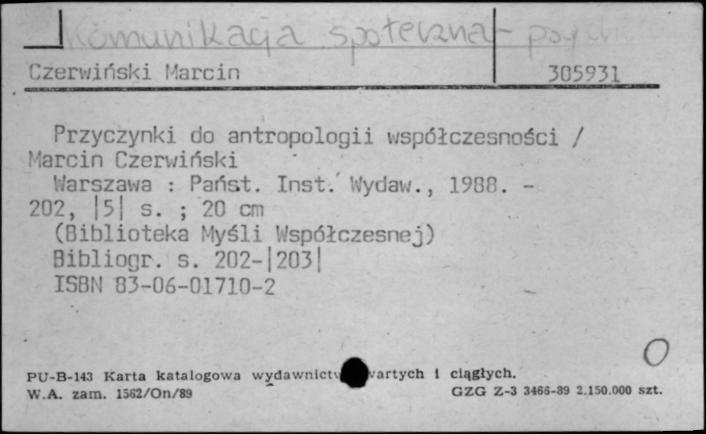 Komunikacja społeczna -
Czerwiński Marcin 305931
Przyczynki do antropologii współczesności /
Marcin Czerwiński
Warszawa : Państ. Inst. Wydaw., 1988. -
202, |5| s. ; 20 cm
(Biblioteka Myśli Współczesnej)
Bibliogr. s. 202-|203|
ISBN 83-06-01710-2
O
PU-B-143 Karta katalogowa wydawnictw wartych i ciągłych.
W.A. zam. 1562/On/89 GZG Z-3 3466-89 2.150.000 szt.